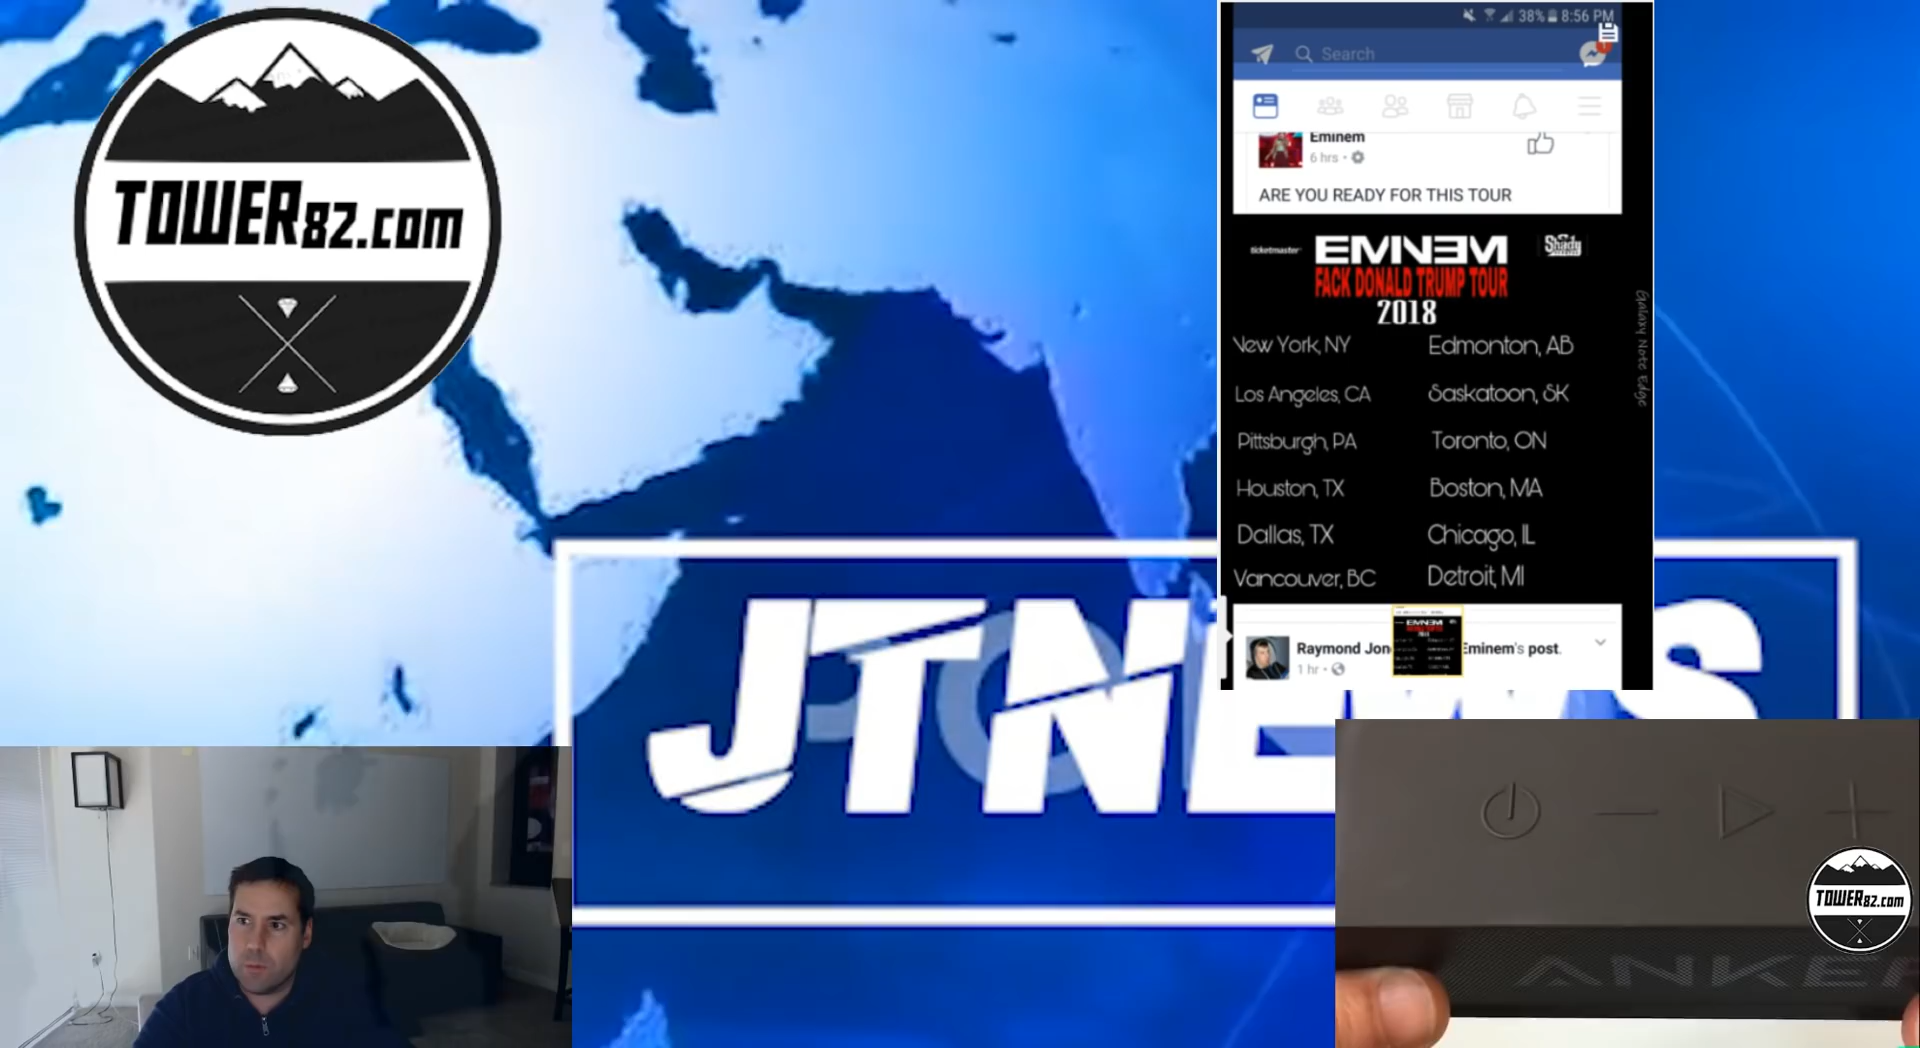 TOWER82.com
38% 8:56 PM
Search
Eminem
6 hrs
ARE YOU READY FOR THIS TOUR
ticketmaster
EMINEM
Shady
FACK DONALD TRUMP TOUR
2018
New York, NY
Edmonton, AB
Los Angeles, CA
Saskatoon, SK
Pittsburgh, PA
Toronto, ON
Houston, TX
Boston, MA
Dallas, TX
Chicago, IL
Vancouver, BC
Detroit, MI
Galaxy Note Edge
EMINEM
Raymond Jon
Eminem's post.
1 hr
JTNEWS
TOWER82.com
ANKER